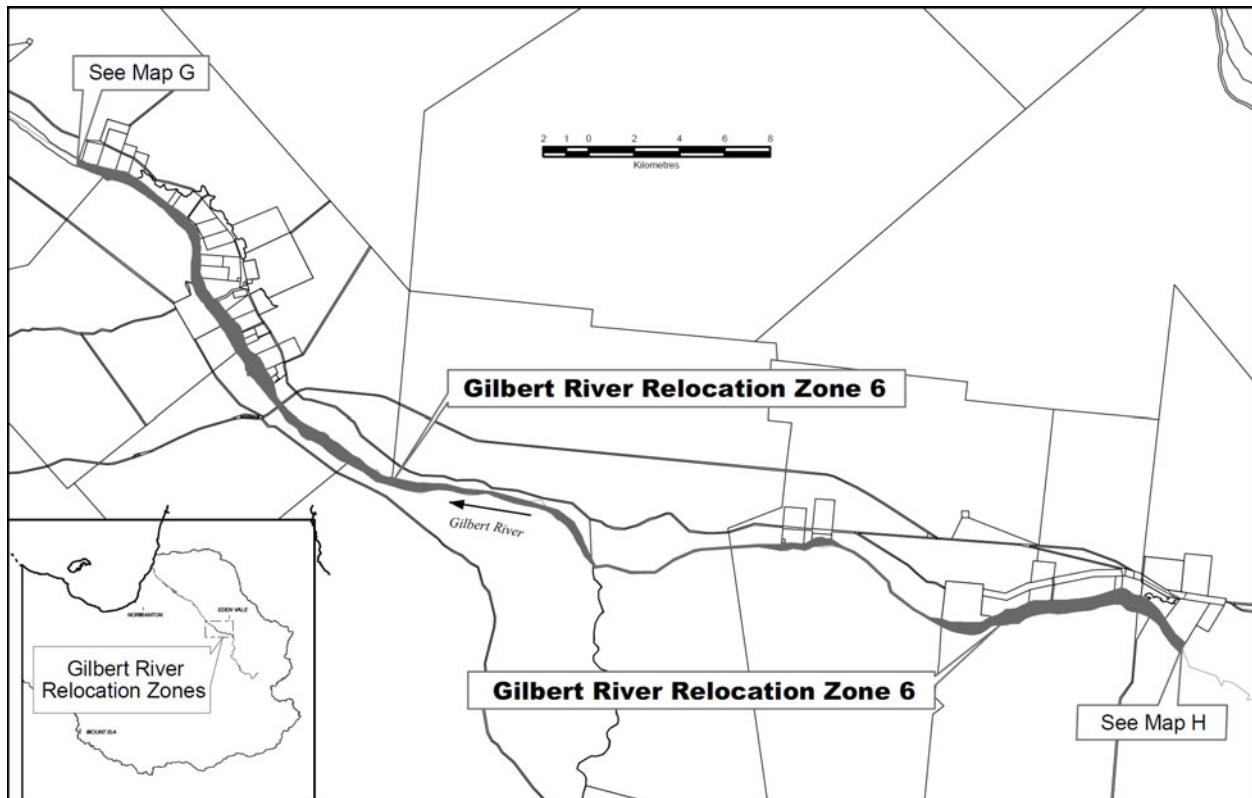 See Map G
2 1 0 2 4 6 8
Kilometres
Gilbert River Relocation Zone 6
Gilbert River
NORMANTON
EDEN VALE
Gilbert River
Relocation Zones
MOUNT ISA
Gilbert River Relocation Zone 6
See Map H